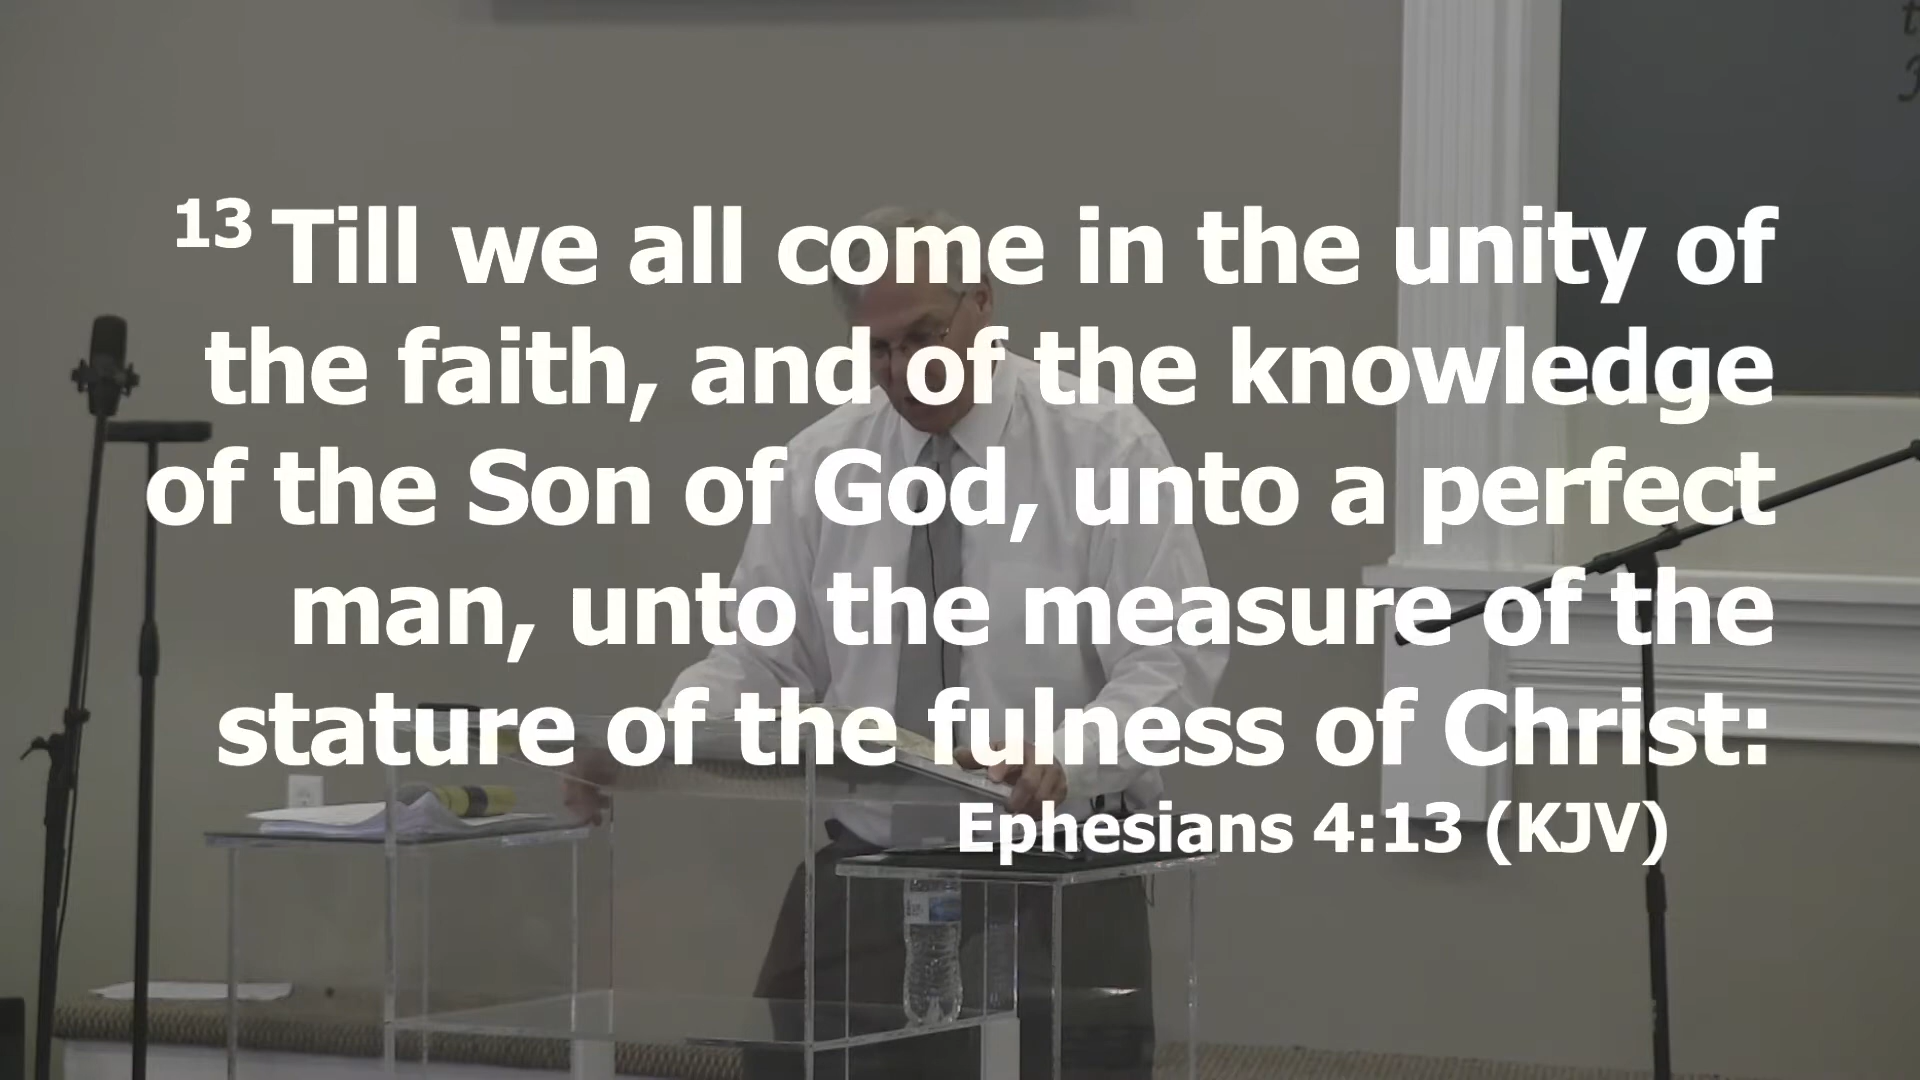 13 Till we all come in the unity of
the faith, and of the knowledge
of the Son of God, unto a perfect
man, unto the measure of the
stature of the fulness of Christ:
Ephesians 4:13 (KJV)